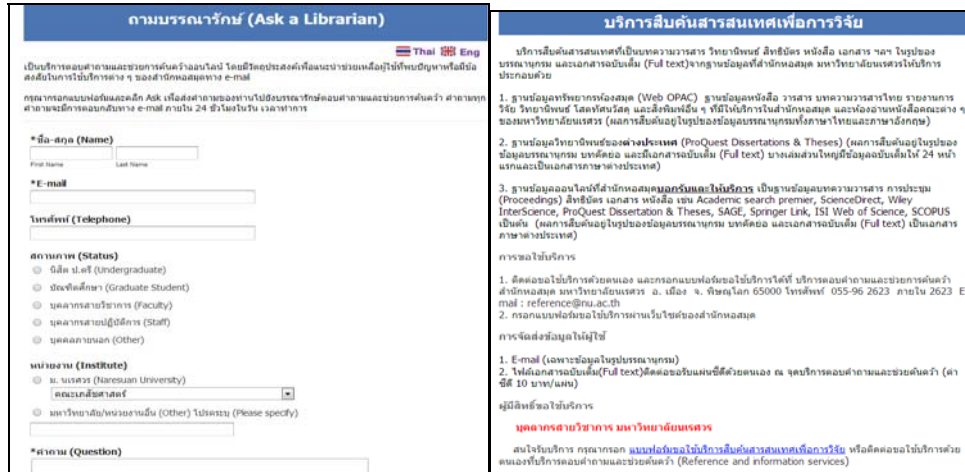 ถามบรรณารักษ์ (Ask a Librarian)
Thai Eng
เป็นบริการตอบคำถามและช่วยการค้นคว้าออนไลน์ โดยมีวัตถุประสงค์เพื่อแนะนำช่วยเหลือผู้ใช้ที่พบปัญหาหรือมีข้อ
สงสัยในการใช้บริการต่าง ๆ ของสำนักหอสมุดทาง e-mail
กรุณากรอกแบบฟอร์มและคลิก Ask เพื่อส่งคำถามของท่านไปยังบรรณารักษ์ตอบคำถามและช่วยการค้นคว้า คำถามทุก
คำถามจะมีการตอบกลับทาง e-mail ภายใน 24 ชั่วโมงในวัน เวลาทำการ
*ชื่อ-สกุล (Name)
First Name Last Name
*E-mail
โทรศัพท์ (Telephone)
สถานภาพ (Status)
นิสิต ป.ตรี (Undergraduate)
บัณฑิตศึกษา (Graduate Student)
บุคลากรสายวิชาการ (Faculty)
บุคลากรสายปฏิบัติการ (Staff)
บุคคลภายนอก (Other)
หน่วยงาน (Institute)
ม. นเรศวร (Naresuan University)
คณะเภสัชศาสตร์
มหาวิทยาลัย/หน่วยงานอื่น (Other) โปรดระบุ (Please specify)
*คำถาม (Question)
บริการสืบค้นสารสนเทศเพื่อการวิจัย
บริการสืบค้นสารสนเทศที่เป็นบทความวารสาร วิทยานิพนธ์ สิทธิบัตร หนังสือ เอกสาร ฯลฯ ในรูปของ
บรรณานุกรม และเอกสารฉบับเต็ม (Full text)จากฐานข้อมูลที่สำนักหอสมุด มหาวิทยาลัยนเรศวรให้บริการ
ประกอบด้วย
1. ฐานข้อมูลทรัพยากรห้องสมุด (Web OPAC) ฐานข้อมูลหนังสือ วารสาร บทความวารสารไทย รายงานการ
วิจัย วิทยานิพนธ์ โสตทัศนวัสดุ และสิ่งพิมพ์อื่น ๆ ที่มีให้บริการในสำนักหอสมุด และห้องอ่านหนังสือคณะต่าง ๆ
ของมหาวิทยาลัยนเรศวร (ผลการสืบค้นอยู่ในรูปของข้อมูลบรรณานุกรมทั้งภาษาไทยและภาษาอังกฤษ)
2. ฐานข้อมูลวิทยานิพนธ์ของต่างประเทศ (ProQuest Dissertations & Theses) (ผลการสืบค้นอยู่ในรูปของ
ข้อมูลบรรณานุกรม บทคัดย่อ และมีเอกสารฉบับเต็ม (Full text) บางเล่มส่วนใหญ่มีข้อมูลฉบับเต็มให้ 24 หน้า
แรกและเป็นเอกสารภาษาต่างประเทศ)
3. ฐานข้อมูลออนไลน์ที่สำนักหอสมุดบอกรับและให้บริการ เป็นฐานข้อมูลบทความวารสาร การประชุม
(Proceedings) สิทธิบัตร เอกสาร หนังสือ เช่น Academic search premier, ScienceDirect, Wiley
InterScience, ProQuest Dissertation & Theses, SAGE, Springer Link, ISI Web of Science, SCOPUS
เป็นต้น (ผลการสืบค้นอยู่ในรูปของข้อมูลบรรณานุกรม บทคัดย่อ และเอกสารฉบับเต็ม (Full text) เป็นเอกสาร
ภาษาต่างประเทศ)
การขอใช้บริการ
1. ติดต่อขอใช้บริการด้วยตนเอง และกรอกแบบฟอร์มขอใช้บริการได้ที่ บริการตอบคำถามและช่วยการค้นคว้า
สำนักหอสมุด มหาวิทยาลัยนเรศวร อ. เมือง จ. พิษณุโลก 65000 โทรศัพท์ 055-96 2623 ภายใน 2623 E
mail : reference@nu.ac.th
2. กรอกแบบฟอร์มขอใช้บริการผ่านเว็บไซต์ของสำนักหอสมุด
การจัดส่งข้อมูลให้ผู้ใช้
1. E-mail (เฉพาะข้อมูลในรูปบรรณานุกรม)
2. ไฟล์เอกสารฉบับเต็ม(Full text)ติดต่อขอรับแผ่นซีดีด้วยตนเอง ณ จุดบริการตอบคำถามและช่วยค้นคว้า (ค่า
ซีดี 10 บาท/แผ่น)
ผู้มีสิทธิ์ขอใช้บริการ
บุคลากรสายวิชาการ มหาวิทยาลัยนเรศวร
สนใจรับบริการ กรุณากรอก แบบฟอร์มขอใช้บริการสืบค้นสารสนเทศเพื่อการวิจัย หรือติดต่อขอใช้บริการด้วย
ตนเองที่บริการตอบคำถามและช่วยค้นคว้า (Reference and information services)